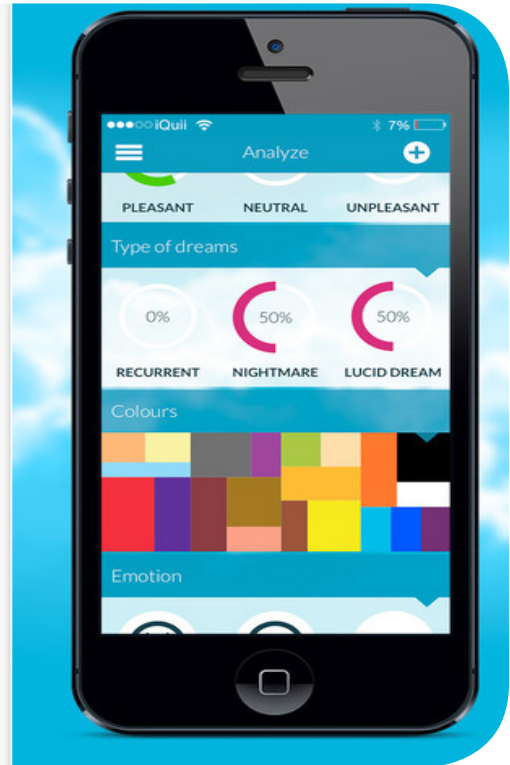 iQuii 7%
Analyze
PLEASANT NEUTRAL UNPLEASANT
Type of dreams
0% 50% 50%
RECURRENT NIGHTMARE LUCID DREAM
Colours
Emotion